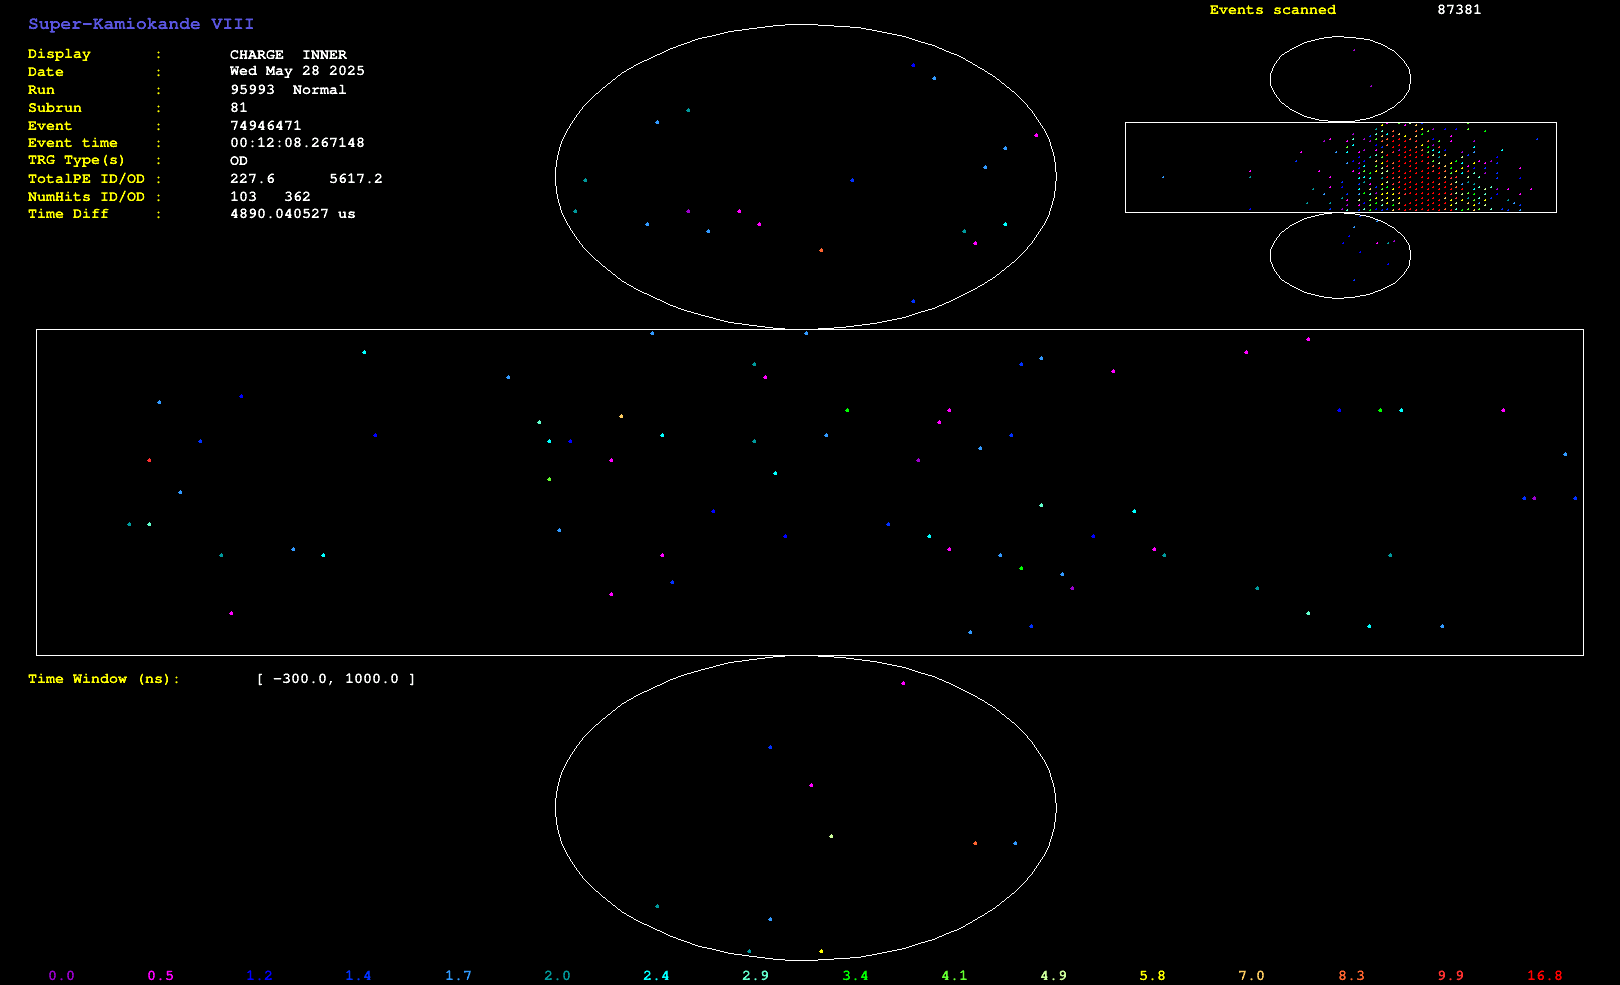 Super-Kamiokande VIII
Events scanned 87381
Display : CHARGE INNER
Date : Wed May 28 2025
Run : 95993 Normal
Subrun : 81
Event : 74946471
Event time : 00:12:08.267148
TRG Type(s) : OD
TotalPE ID/OD : 227.6 5617.2
NumHits ID/OD : 103 362
Time Diff : 4890.040527 us
Time Window (ns): [ -300.0, 1000.0 ]
0.0 0.5 1.2 1.4 1.7 2.0 2.4 2.9 3.4 4.1 4.9 5.8 7.0 8.3 9.9 16.8